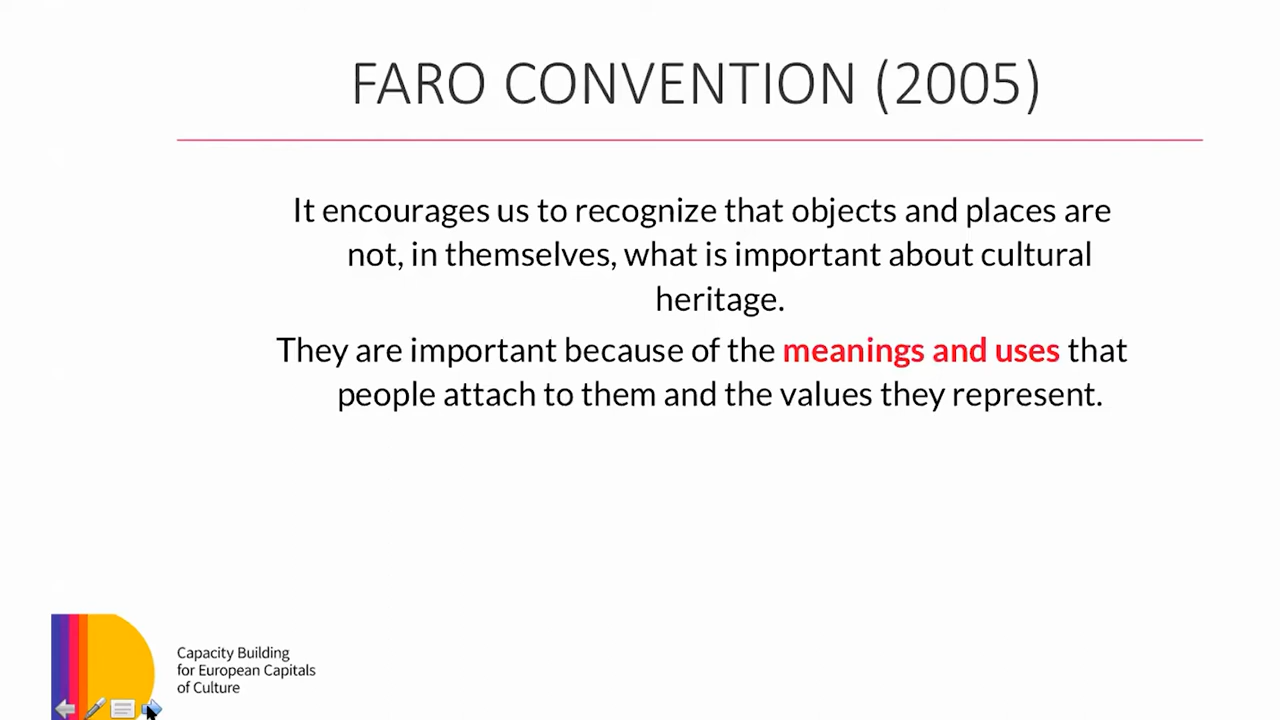 FARO CONVENTION (2005)
It encourages us to recognize that objects and places are
not, in themselves, what is important about cultural
heritage.
They are important because of the meanings and uses that
people attach to them and the values they represent.
Capacity Building
for European Capitals
of Culture